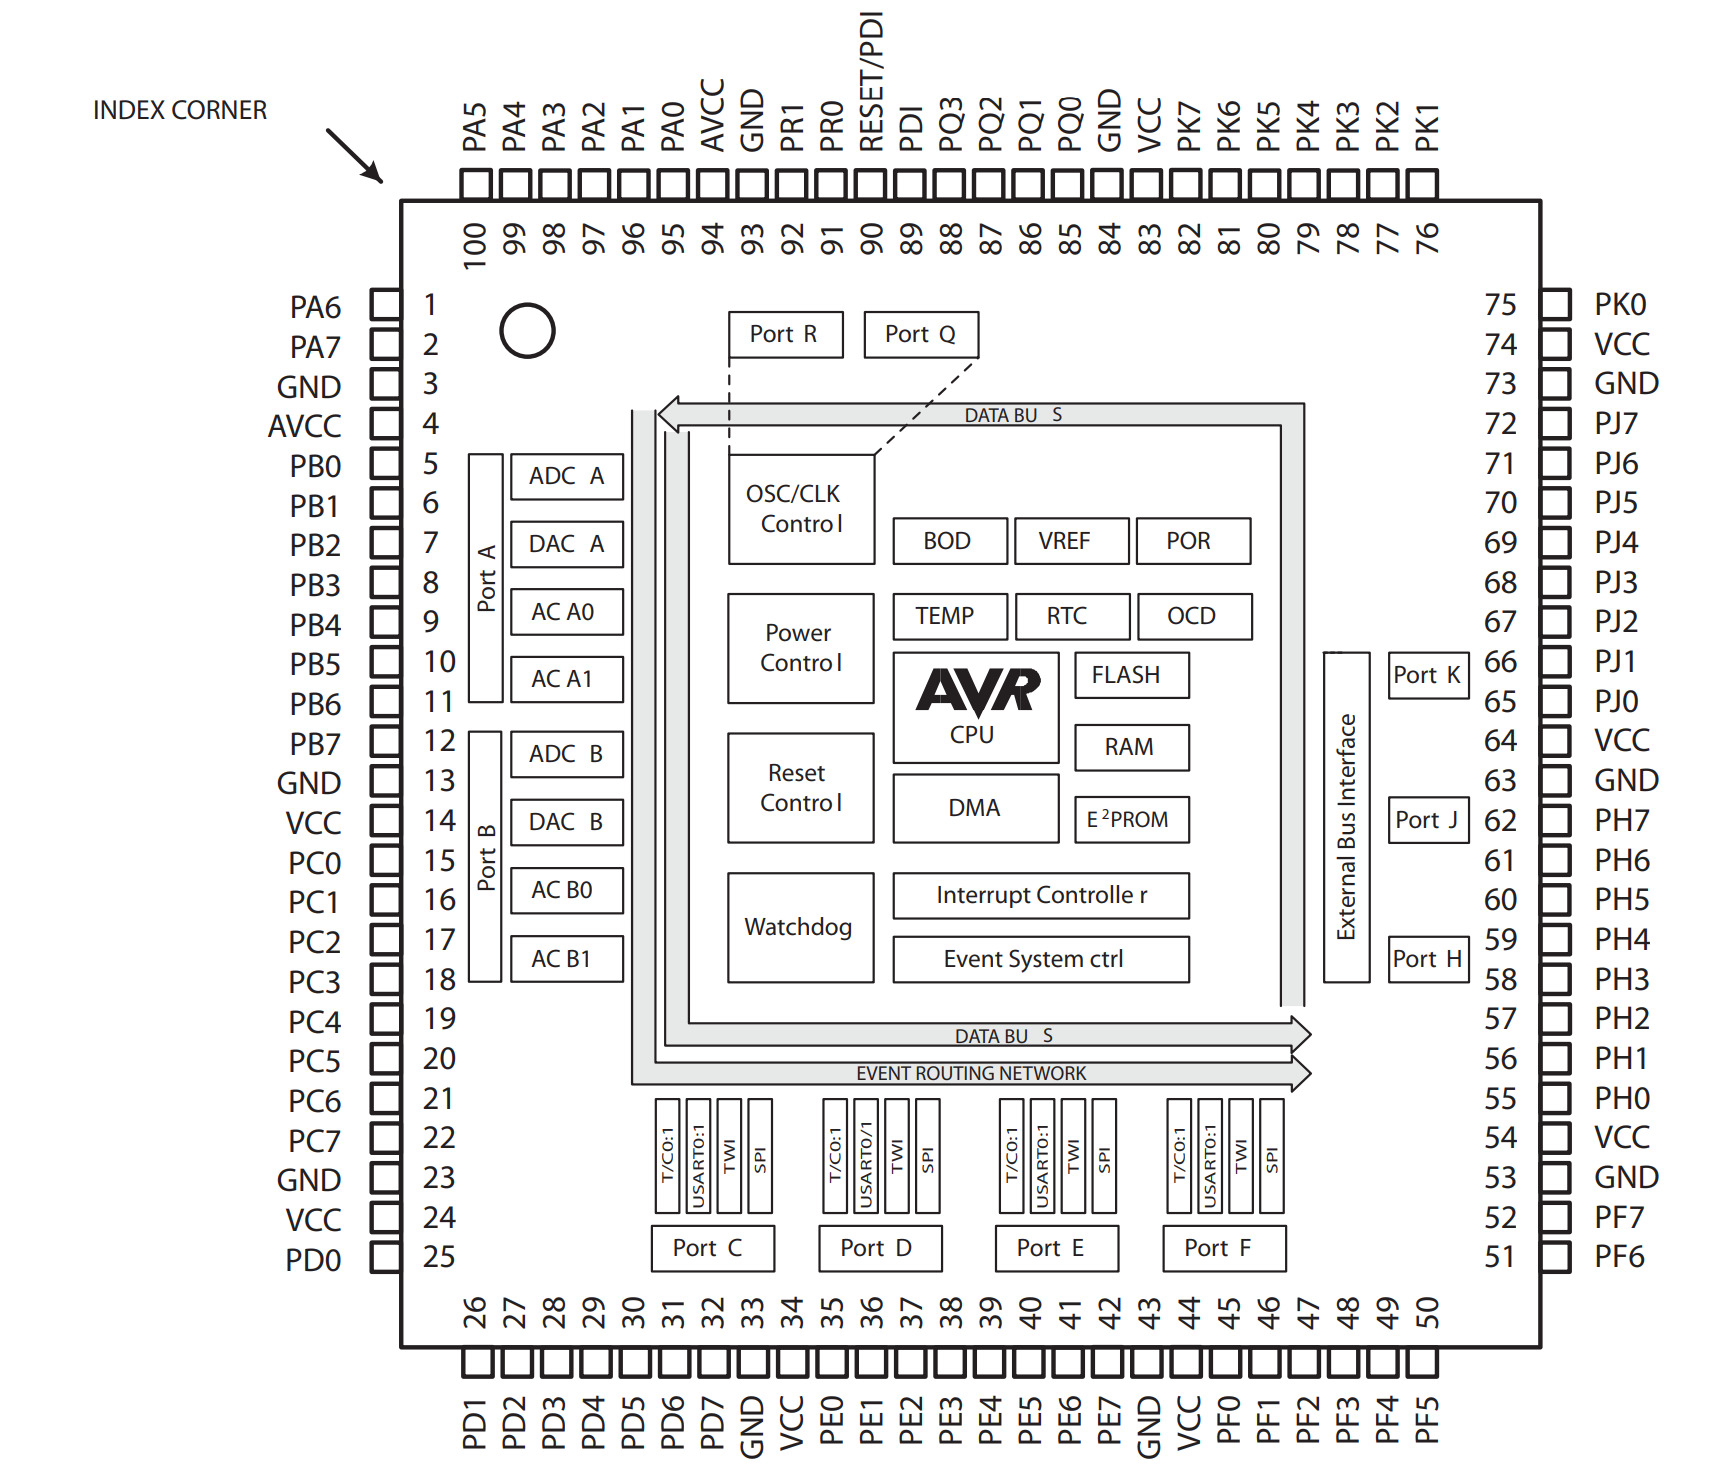 INDEX CORNER
PA5 PA4 PA3 PA2 PA1 PA0 AVCC GND PR1 PR0 RESET/PDI PDI PQ3 PQ2 PQ1 PQ0 GND VCC PK7 PK6 PK5 PK4 PK3 PK2 PK1
100 99 98 97 96 95 94 93 92 91 90 89 88 87 86 85 84 83 82 81 80 79 78 77 76
PA6 1
PA7 2
GND 3
AVCC 4
PB0 5
PB1 6
PB2 7
PB3 8
PB4 9
PB5 10
PB6 11
PB7 12
GND 13
VCC 14
PC0 15
PC1 16
PC2 17
PC3 18
PC4 19
PC5 20
PC6 21
PC7 22
GND 23
VCC 24
PD0 25
Port R
Port Q
DATA BU S
Port A
ADC A
DAC A
AC A0
AC A1
Port B
ADC B
DAC B
AC B0
AC B1
OSC/CLK
Contro l
Power
Contro l
Reset
Contro l
Watchdog
BOD
VREF
POR
TEMP
RTC
OCD
AVR
CPU
FLASH
RAM
DMA
E 2PROM
Interrupt Controlle r
Event System ctrl
External Bus Interface
Port K
Port J
Port H
DATA BU S
EVENT ROUTING NETWORK
T/C0:1
USART0:1
TWI
SPI
T/C0:1
USART0/1
TWI
SPI
T/C0:1
USART0:1
TWI
SPI
T/C0:1
USART0:1
TWI
SPI
Port C
Port D
Port E
Port F
75 PK0
74 VCC
73 GND
72 PJ7
71 PJ6
70 PJ5
69 PJ4
68 PJ3
67 PJ2
66 PJ1
65 PJ0
64 VCC
63 GND
62 PH7
61 PH6
60 PH5
59 PH4
58 PH3
57 PH2
56 PH1
55 PH0
54 VCC
53 GND
52 PF7
51 PF6
26 27 28 29 30 31 32 33 34 35 36 37 38 39 40 41 42 43 44 45 46 47 48 49 50
PD1 PD2 PD3 PD4 PD5 PD6 PD7 GND VCC PE0 PE1 PE2 PE3 PE4 PE5 PE6 PE7 GND VCC PF0 PF1 PF2 PF3 PF4 PF5